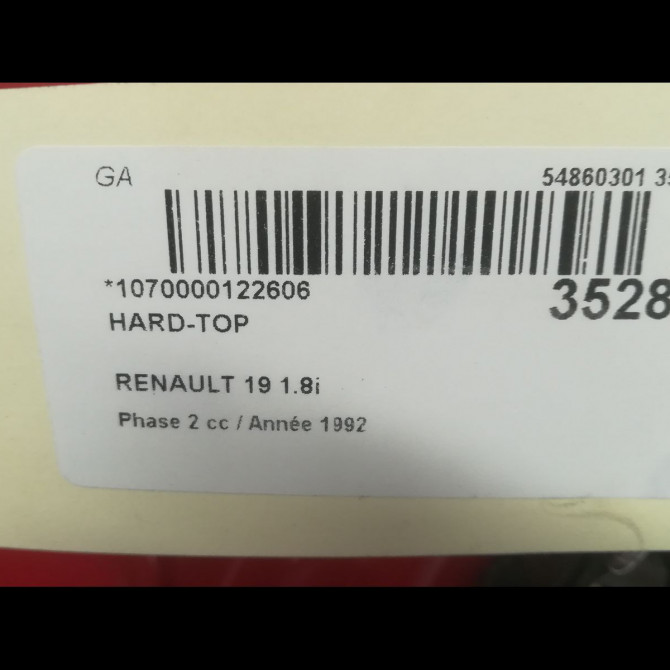 GA 54860301
*1070000122606 3528
HARD-TOP
RENAULT 19 1.8i
Phase 2 cc / Année 1992